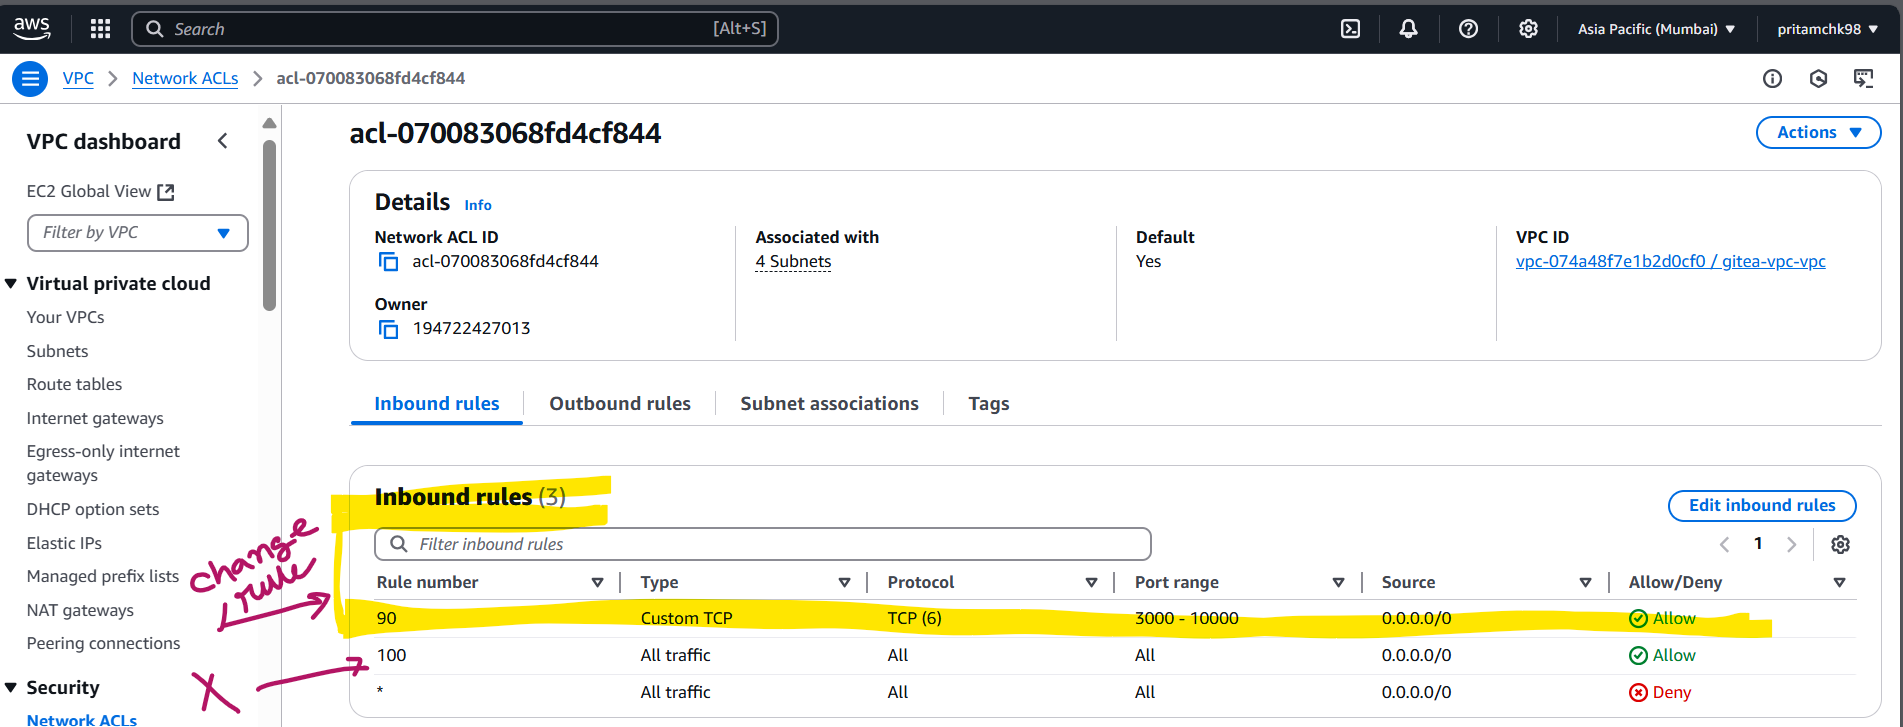 aws
Search [Alt+S]
Asia Pacific (Mumbai) pritamchk98
VPC Network ACLs acl-070083068fd4cf844
VPC dashboard
EC2 Global View
Filter by VPC
Virtual private cloud
Your VPCs
Subnets
Route tables
Internet gateways
Egress-only internet
gateways
DHCP option sets
Elastic IPs
Managed prefix lists
NAT gateways
Peering connections
Security
Network ACLs
acl-070083068fd4cf844
Actions
Details Info
Network ACL ID
acl-070083068fd4cf844
Associated with
4 Subnets
Default
Yes
VPC ID
vpc-074a48f7e1b2d0cf0 / gitea-vpc-vpc
Owner
194722427013
Inbound rules Outbound rules Subnet associations Tags
Inbound rules (3)
Edit inbound rules
Filter inbound rules
1
Rule number Type Protocol Port range Source Allow/Deny
90 Custom TCP TCP (6) 3000 - 10000 0.0.0.0/0 Allow
100 All traffic All All 0.0.0.0/0 Allow
* All traffic All All 0.0.0.0/0 Deny
change
rule
X